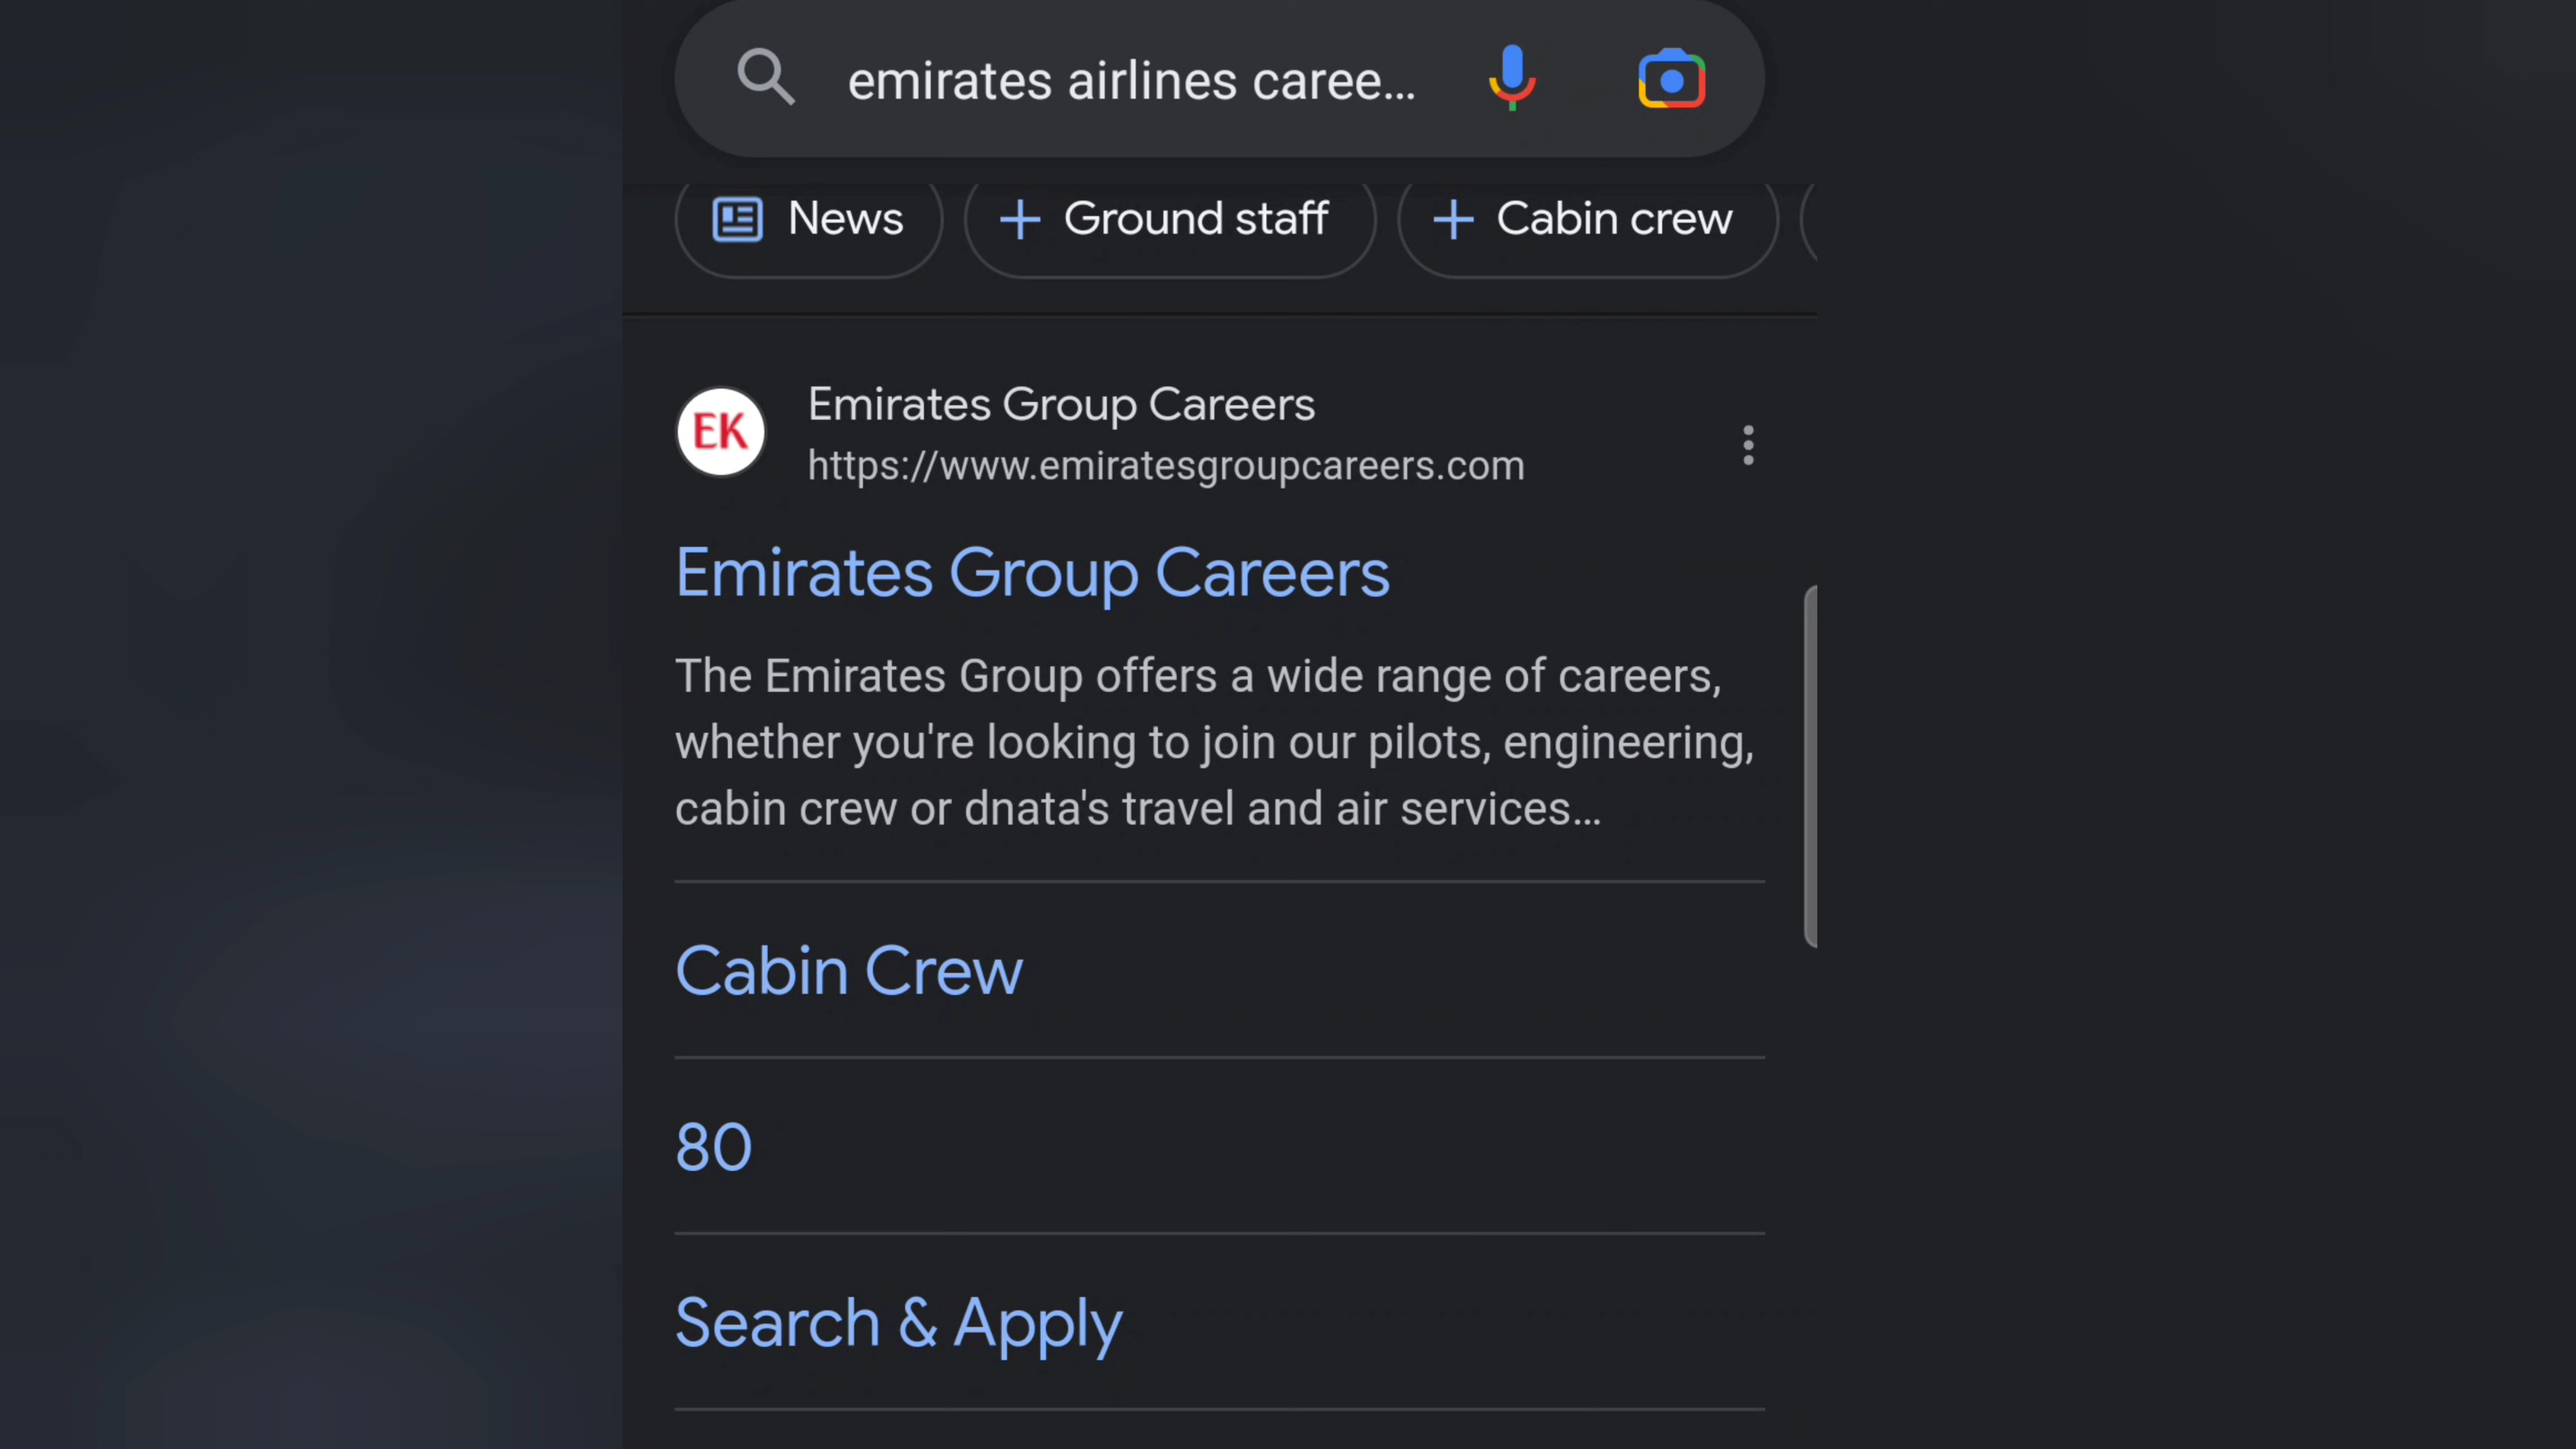 emirates airlines caree...
News
Ground staff
Cabin crew
EK
Emirates Group Careers
https://www.emiratesgroupcareers.com
Emirates Group Careers
The Emirates Group offers a wide range of careers,
whether you're looking to join our pilots, engineering,
cabin crew or dnata's travel and air services...
Cabin Crew
80
Search & Apply